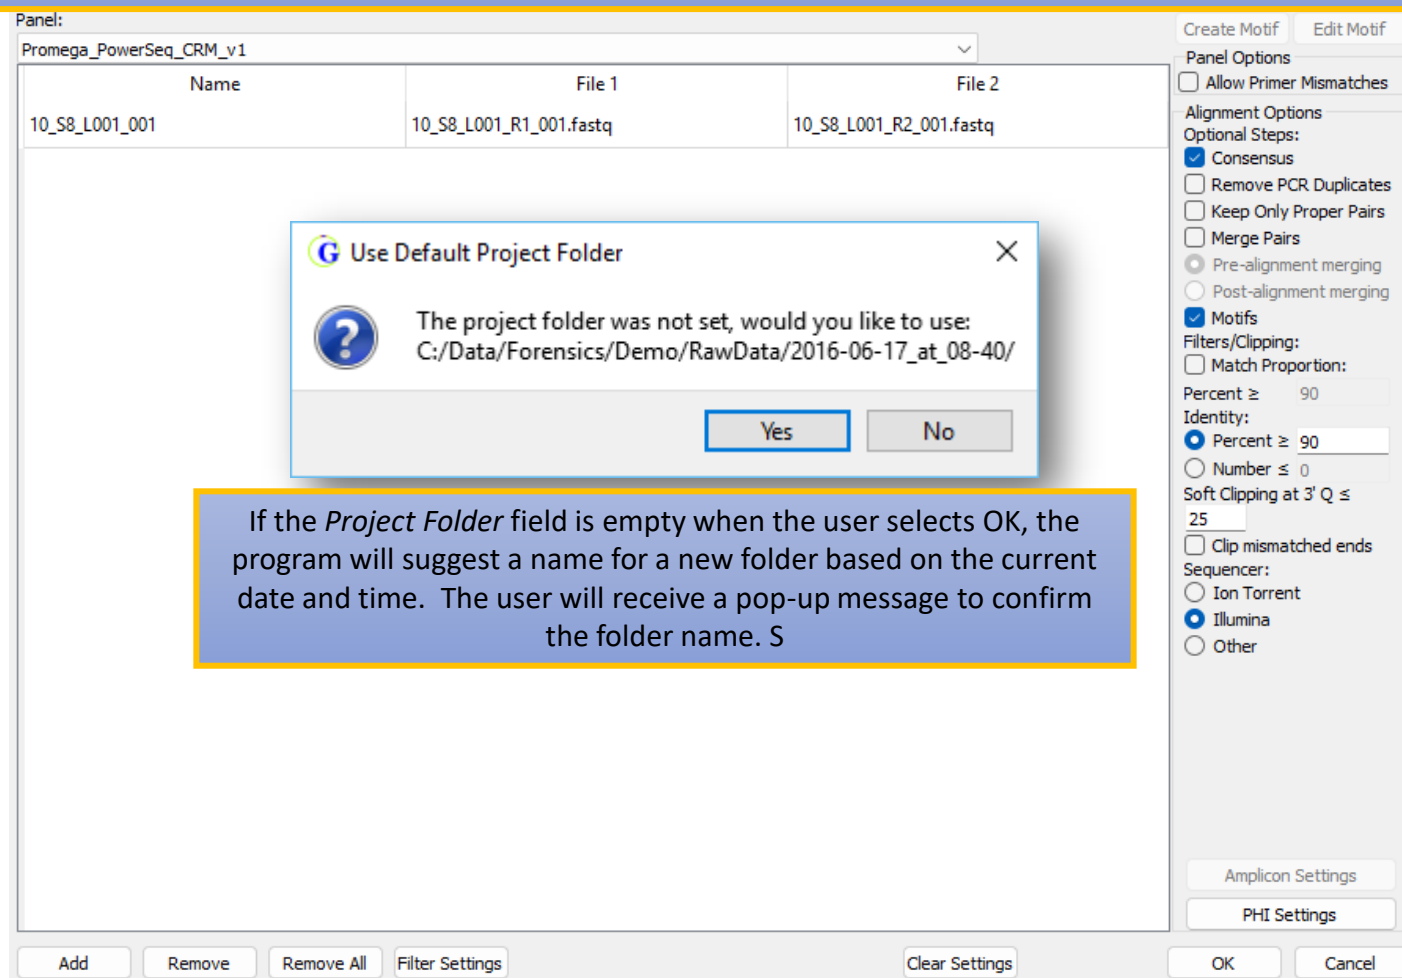 Panel:
Promega_PowerSeq_CRM_v1
Name File 1 File 2
10_S8_L001_001 10_S8_L001_R1_001.fastq 10_S8_L001_R2_001.fastq
G Use Default Project Folder
?
The project folder was not set, would you like to use:
C:/Data/Forensics/Demo/RawData/2016-06-17_at_08-40/
Yes No
If the Project Folder field is empty when the user selects OK, the
program will suggest a name for a new folder based on the current
date and time.  The user will receive a pop-up message to confirm
the folder name. S
Create Motif Edit Motif
Panel Options
Allow Primer Mismatches
Alignment Options
Optional Steps:
Consensus
Remove PCR Duplicates
Keep Only Proper Pairs
Merge Pairs
Pre-alignment merging
Post-alignment merging
Motifs
Filters/Clipping:
Match Proportion:
Percent ≥ 90
Identity:
Percent ≥ 90
Number ≤ 0
Soft Clipping at 3' Q ≤
25
Clip mismatched ends
Sequencer:
Ion Torrent
Illumina
Other
Amplicon Settings
PHI Settings
Add Remove Remove All Filter Settings Clear Settings OK Cancel